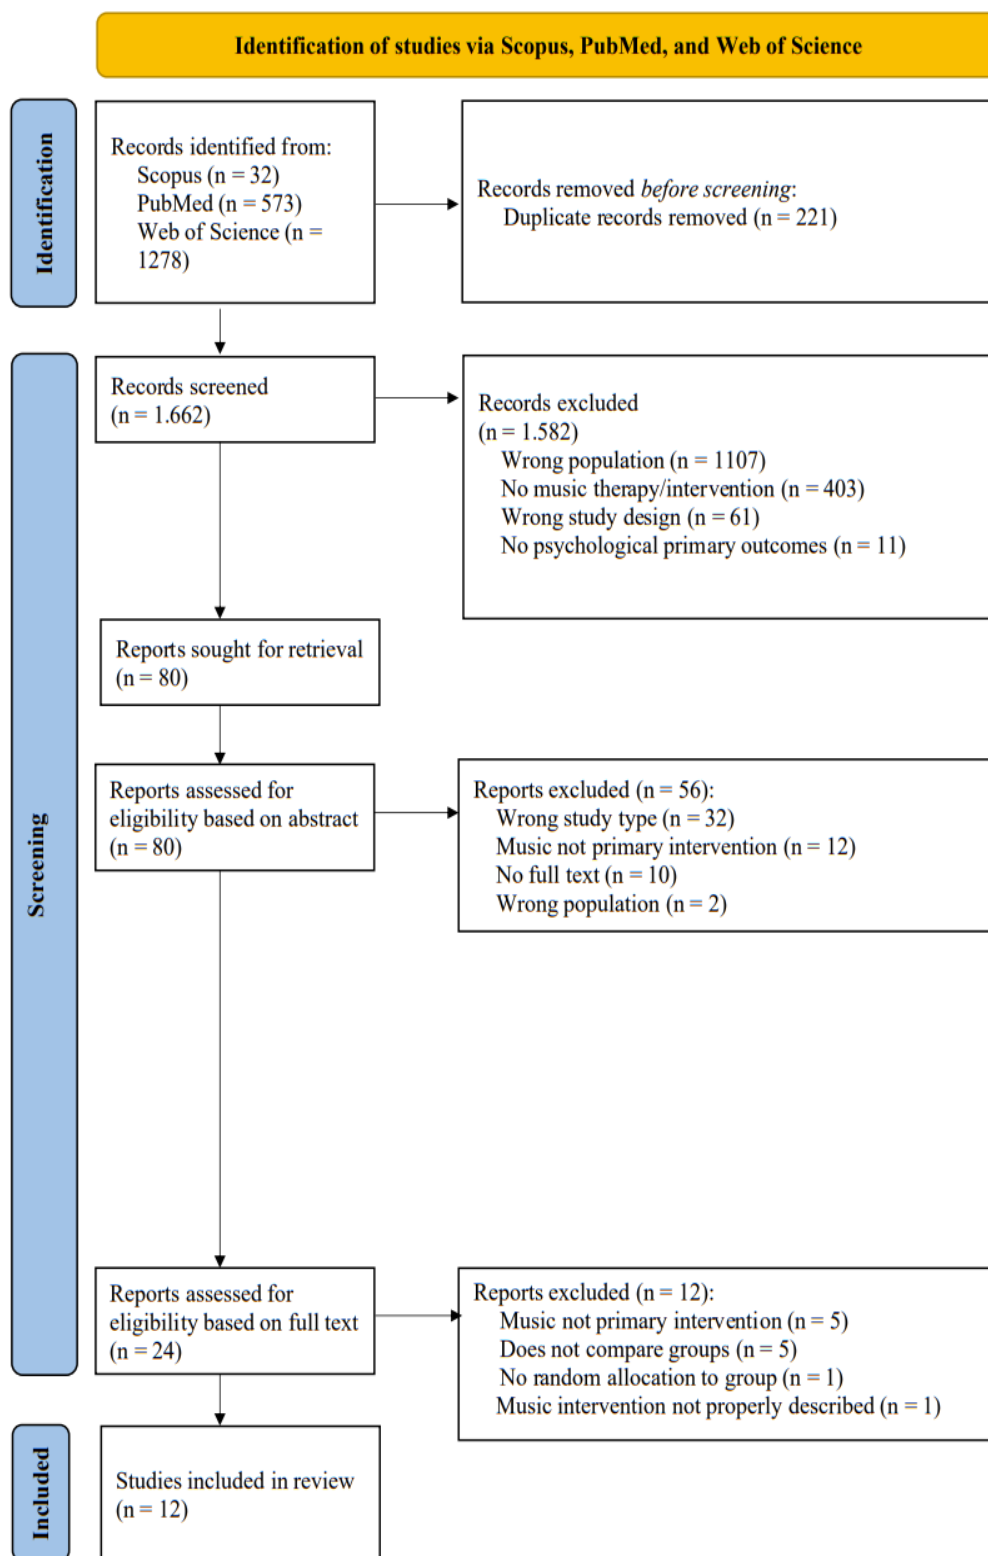 Identification of studies via Scopus, PubMed, and Web of Science
Identification
Records identified from:
Scopus (n = 32)
PubMed (n = 573)
Web of Science (n =
1278)
Records removed before screening:
Duplicate records removed (n = 221)
Screening
Records screened
(n = 1.662)
Records excluded
(n = 1.582)
Wrong population (n = 1107)
No music therapy/intervention (n = 403)
Wrong study design (n = 61)
No psychological primary outcomes (n = 11)
Reports sought for retrieval
(n = 80)
Reports assessed for
eligibility based on abstract
(n = 80)
Reports excluded (n = 56):
Wrong study type (n = 32)
Music not primary intervention (n = 12)
No full text (n = 10)
Wrong population (n = 2)
Reports assessed for
eligibility based on full text
(n = 24)
Reports excluded (n = 12):
Music not primary intervention (n = 5)
Does not compare groups (n = 5)
No random allocation to group (n = 1)
Music intervention not properly described (n = 1)
Included
Studies included in review
(n = 12)